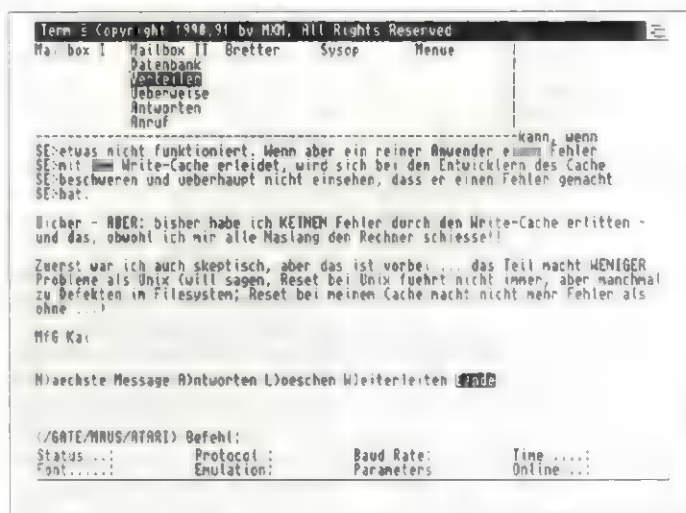 Term 3 Copyright 1990,91 by MXM, All Rights Reserved
Mailbox I Mailbox II Bretter Sysop Menue
Datenbank
Verteiler
Ueberweise
Antworten
Anruf
kann, wenn
SE>etwas nicht funktioniert. Wenn aber ein reiner Anwender Fehler
SE>mit Write-Cache erleidet, wird sich bei den Entwicklern des Cache
SE>beschweren und ueberhaupt nicht einsehen, dass er einen Fehler gemacht
SE>hat.
- ABER: bisher habe ich KEINEN Fehler durch den Write-Cache erlitten -
und das, obwohl ich mir alle Naslang den Rechner schiesse!!
Zuerst war ich auch skeptisch, aber das ist vorbei ... das Teil macht WENIGER
Probleme als Unix (will sagen, Reset bei Unix fuehrt nicht immer, aber manchmal
zu Defekten im Filesystem; Reset bei meinem Cache macht nicht mehr Fehler als
ohne ...)
MfG Kai
N)aechste Message A)ntworten L)oeschen W)eiterleiten E)nde
(/GATE/MAUS/ATARI) Befehl:
Status ..: Protocol : Baud Rate: Time ....:
Font.....: Emulation: Parameters Online ..: